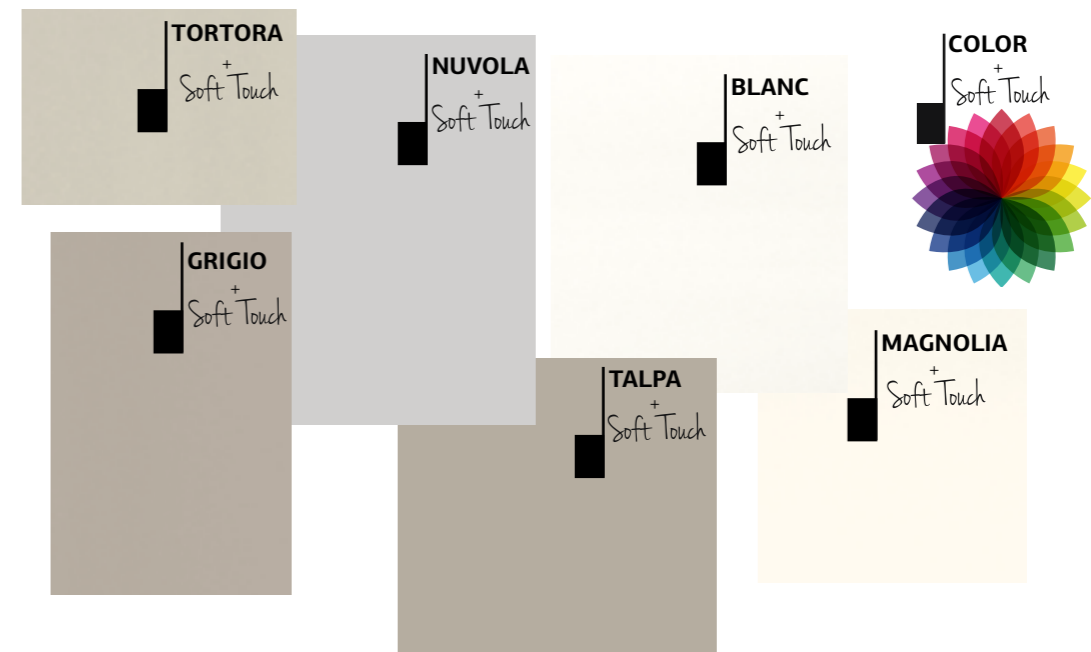 TORTORA
+
Soft Touch
NUVOLA
+
Soft Touch
BLANC
+
Soft Touch
COLOR
+
Soft Touch
GRIGIO
+
Soft Touch
TALPA
+
Soft Touch
MAGNOLIA
+
Soft Touch